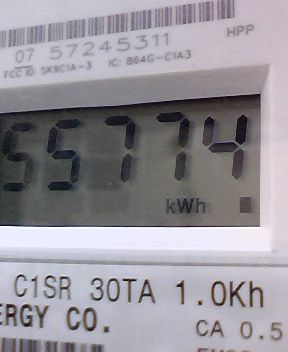 HPP
07 57245311
FCC ID: SK9C1A-3 IC: 864G-C1A3
55774
kWh
C1SR 30TA 1.0Kh
ERGY CO.
CA 0.5